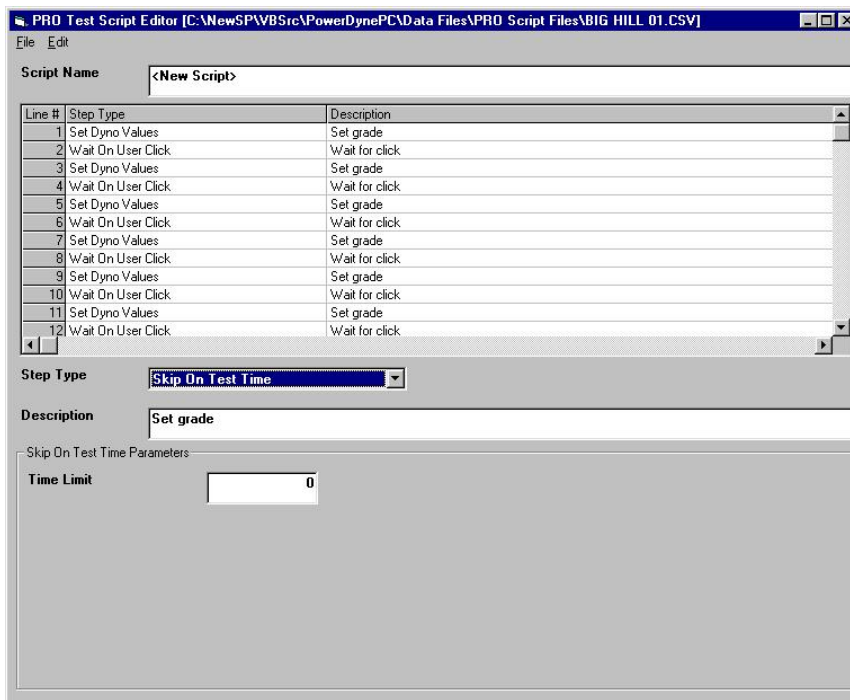 PRO Test Script Editor [C:\NewSP\VBSrc\PowerDynePC\Data Files\PRO Script Files\BIG HILL 01.CSV]
File Edit
Script Name <New Script>
Line # Step Type Description
1 Set Dyno Values Set grade
2 Wait On User Click Wait for click
3 Set Dyno Values Set grade
4 Wait On User Click Wait for click
5 Set Dyno Values Set grade
6 Wait On User Click Wait for click
7 Set Dyno Values Set grade
8 Wait On User Click Wait for click
9 Set Dyno Values Set grade
10 Wait On User Click Wait for click
11 Set Dyno Values Set grade
12 Wait On User Click Wait for click
Step Type Skip On Test Time
Description Set grade
Skip On Test Time Parameters
Time Limit 0